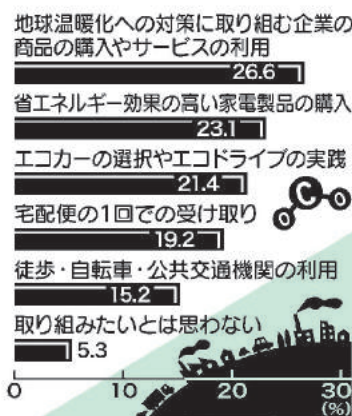 地球温暖化への対策に取り組む企業の
商品の購入やサービスの利用
26.6
省エネルギー効果の高い家電製品の購入
23.1
エコカーの選択やエコドライブの実践
21.4
宅配便の1回での受け取り
19.2
徒歩・自転車・公共交通機関の利用
15.2
取り組みたいとは思わない
5.3
C
O
O
0 10 20 30
(%)